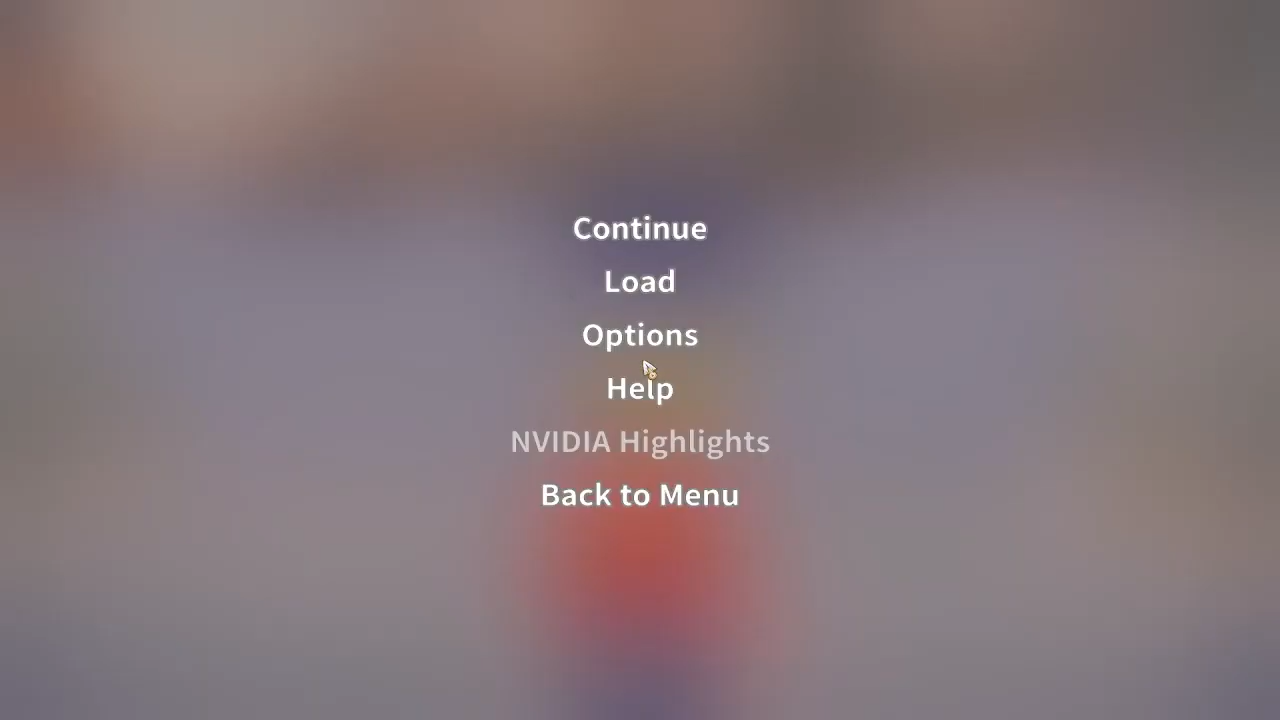 Continue
Load
Options
Help
NVIDIA Highlights
Back to Menu